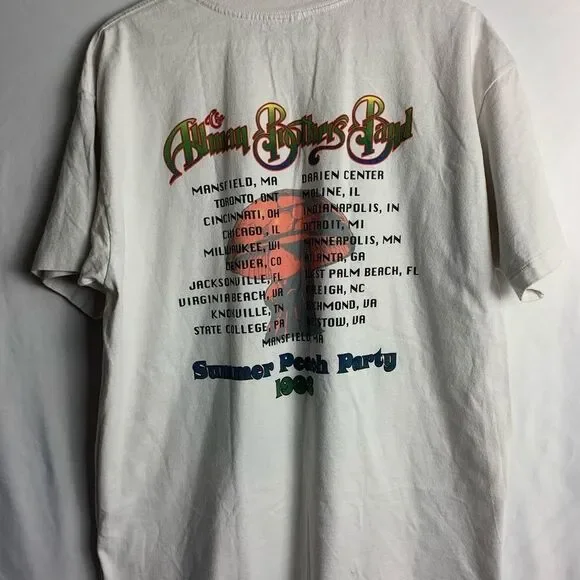 The Allman Brothers Band
MANSFIELD, MA DARIEN CENTER
TORONTO, ONT MOLINE, IL
CINCINNATI, OH INDIANAPOLIS, IN
CHICAGO, IL DETROIT, MI
MILWAUKEE, WI MINNEAPOLIS, MN
DENVER, CO ATLANTA, GA
JACKSONVILLE, FL WEST PALM BEACH, FL
VIRGINIA BEACH, VA RALEIGH, NC
KNOXVILLE, TN RICHMOND, VA
STATE COLLEGE, PA VA
MANSFIELD MA
Summer Peach Party